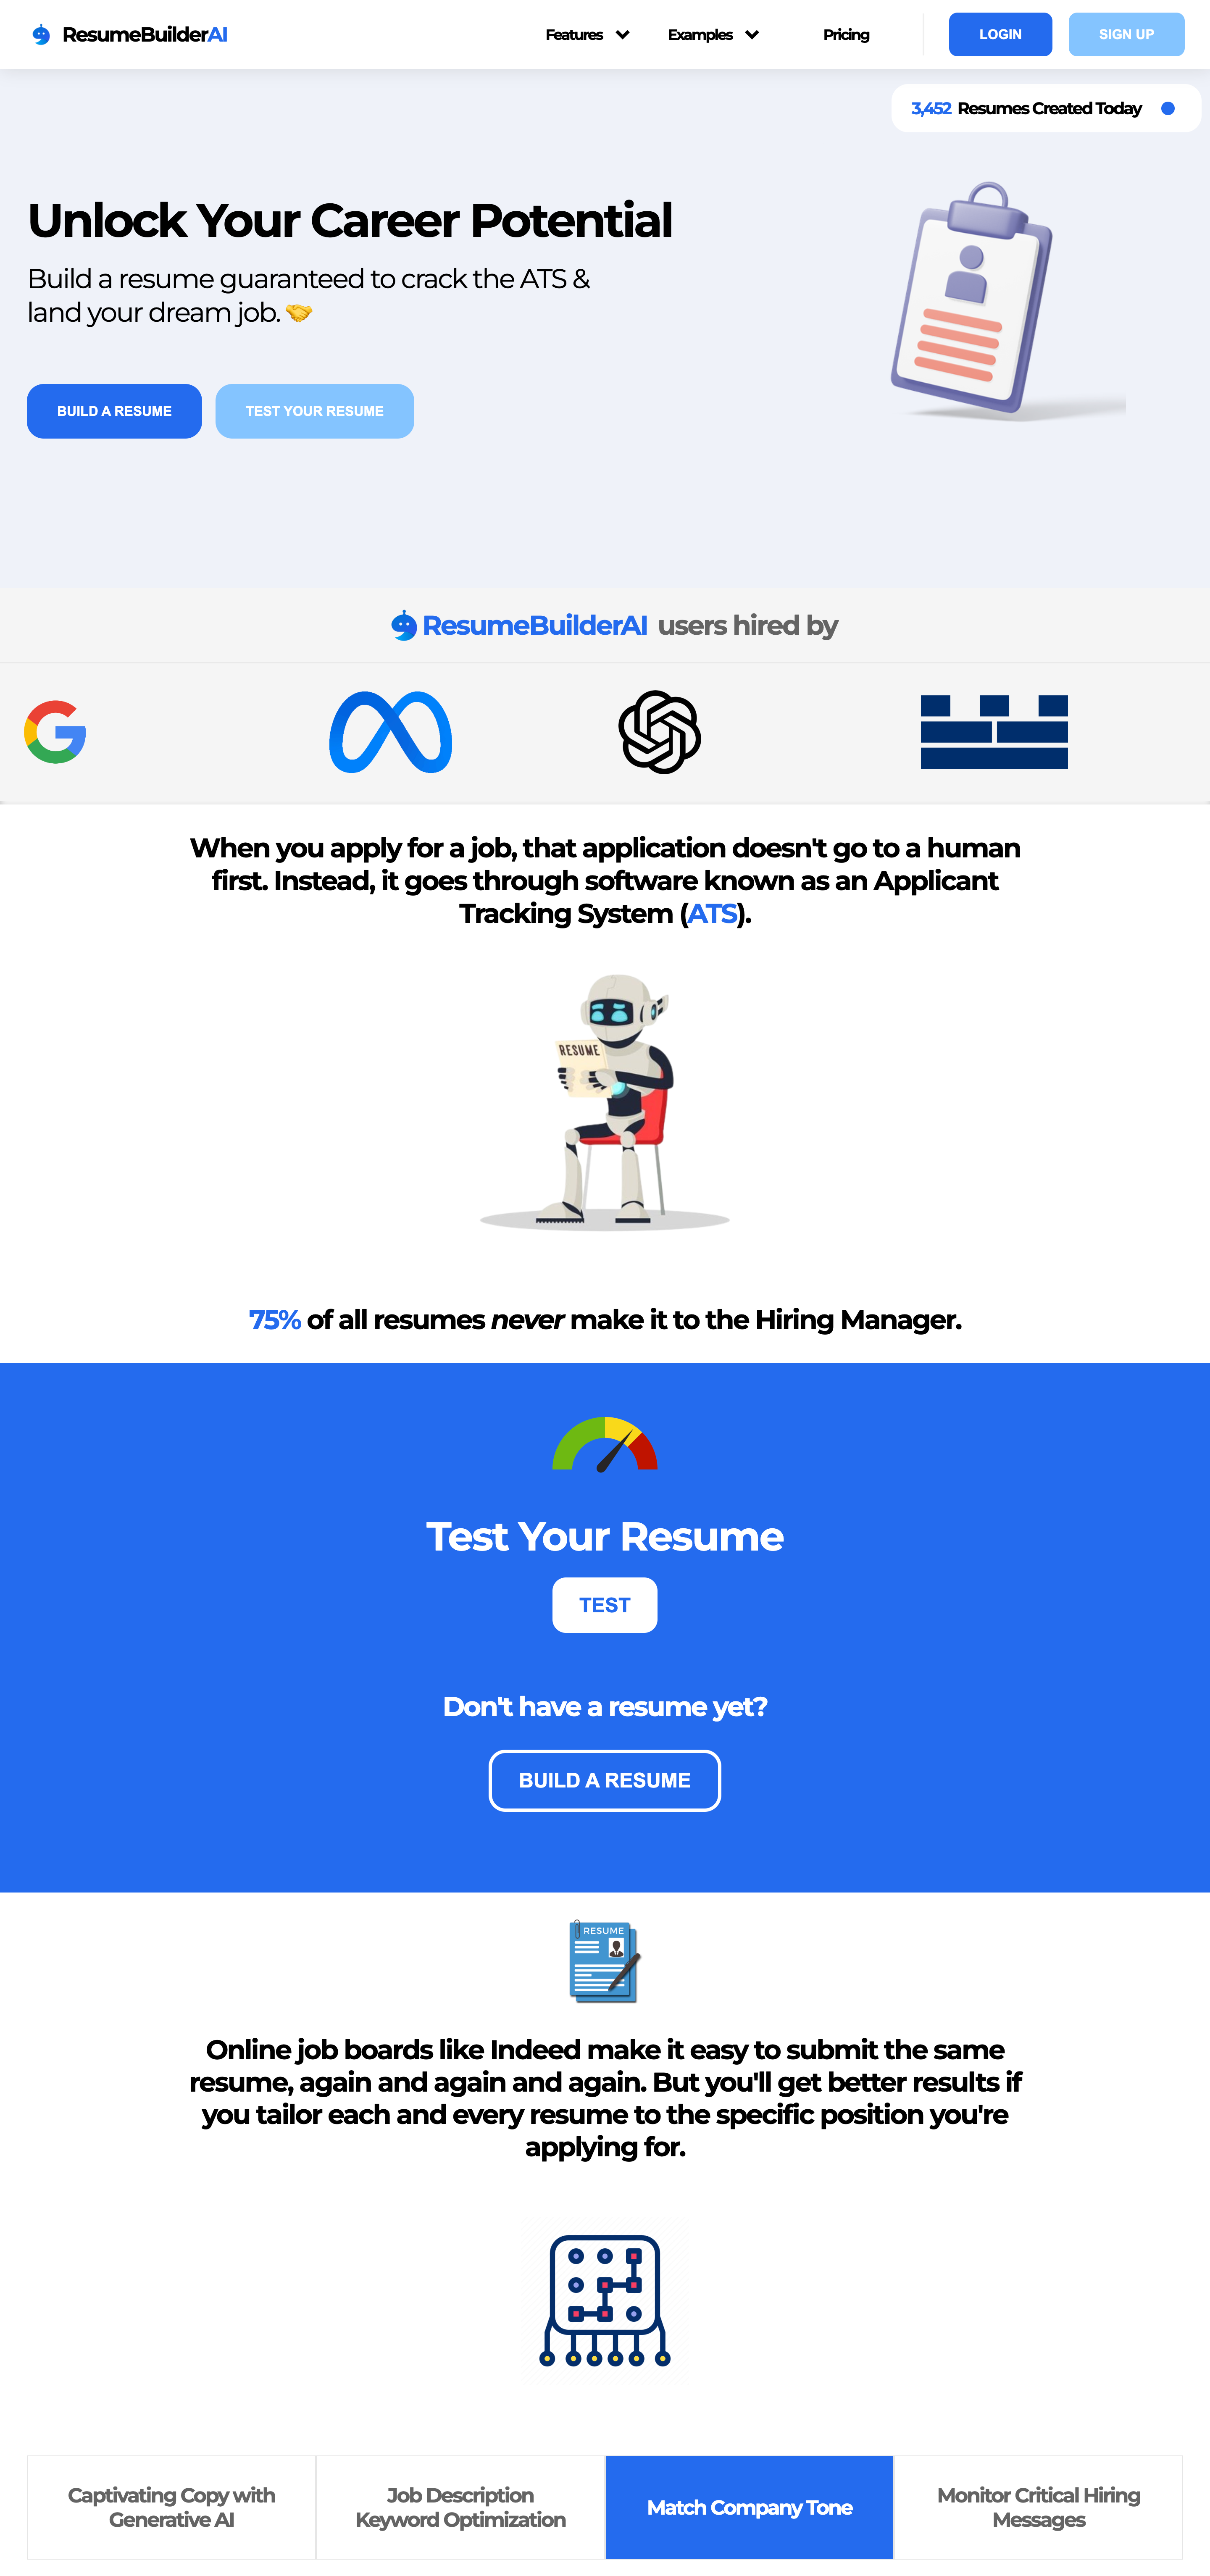 ResumeBuilderAI
Features
Examples
Pricing
LOGIN
SIGN UP
3,452 Resumes Created Today
Unlock Your Career Potential
Build a resume guaranteed to crack the ATS &
land your dream job. 🤝
BUILD A RESUME
TEST YOUR RESUME
ResumeBuilderAI users hired by
When you apply for a job, that application doesn't go to a human
first. Instead, it goes through software known as an Applicant
Tracking System (ATS).
RESUME
75% of all resumes never make it to the Hiring Manager.
Test Your Resume
TEST
Don't have a resume yet?
BUILD A RESUME
RESUME
Online job boards like Indeed make it easy to submit the same
resume, again and again and again. But you'll get better results if
you tailor each and every resume to the specific position you're
applying for.
Captivating Copy with
Generative AI
Job Description
Keyword Optimization
Match Company Tone
Monitor Critical Hiring
Messages